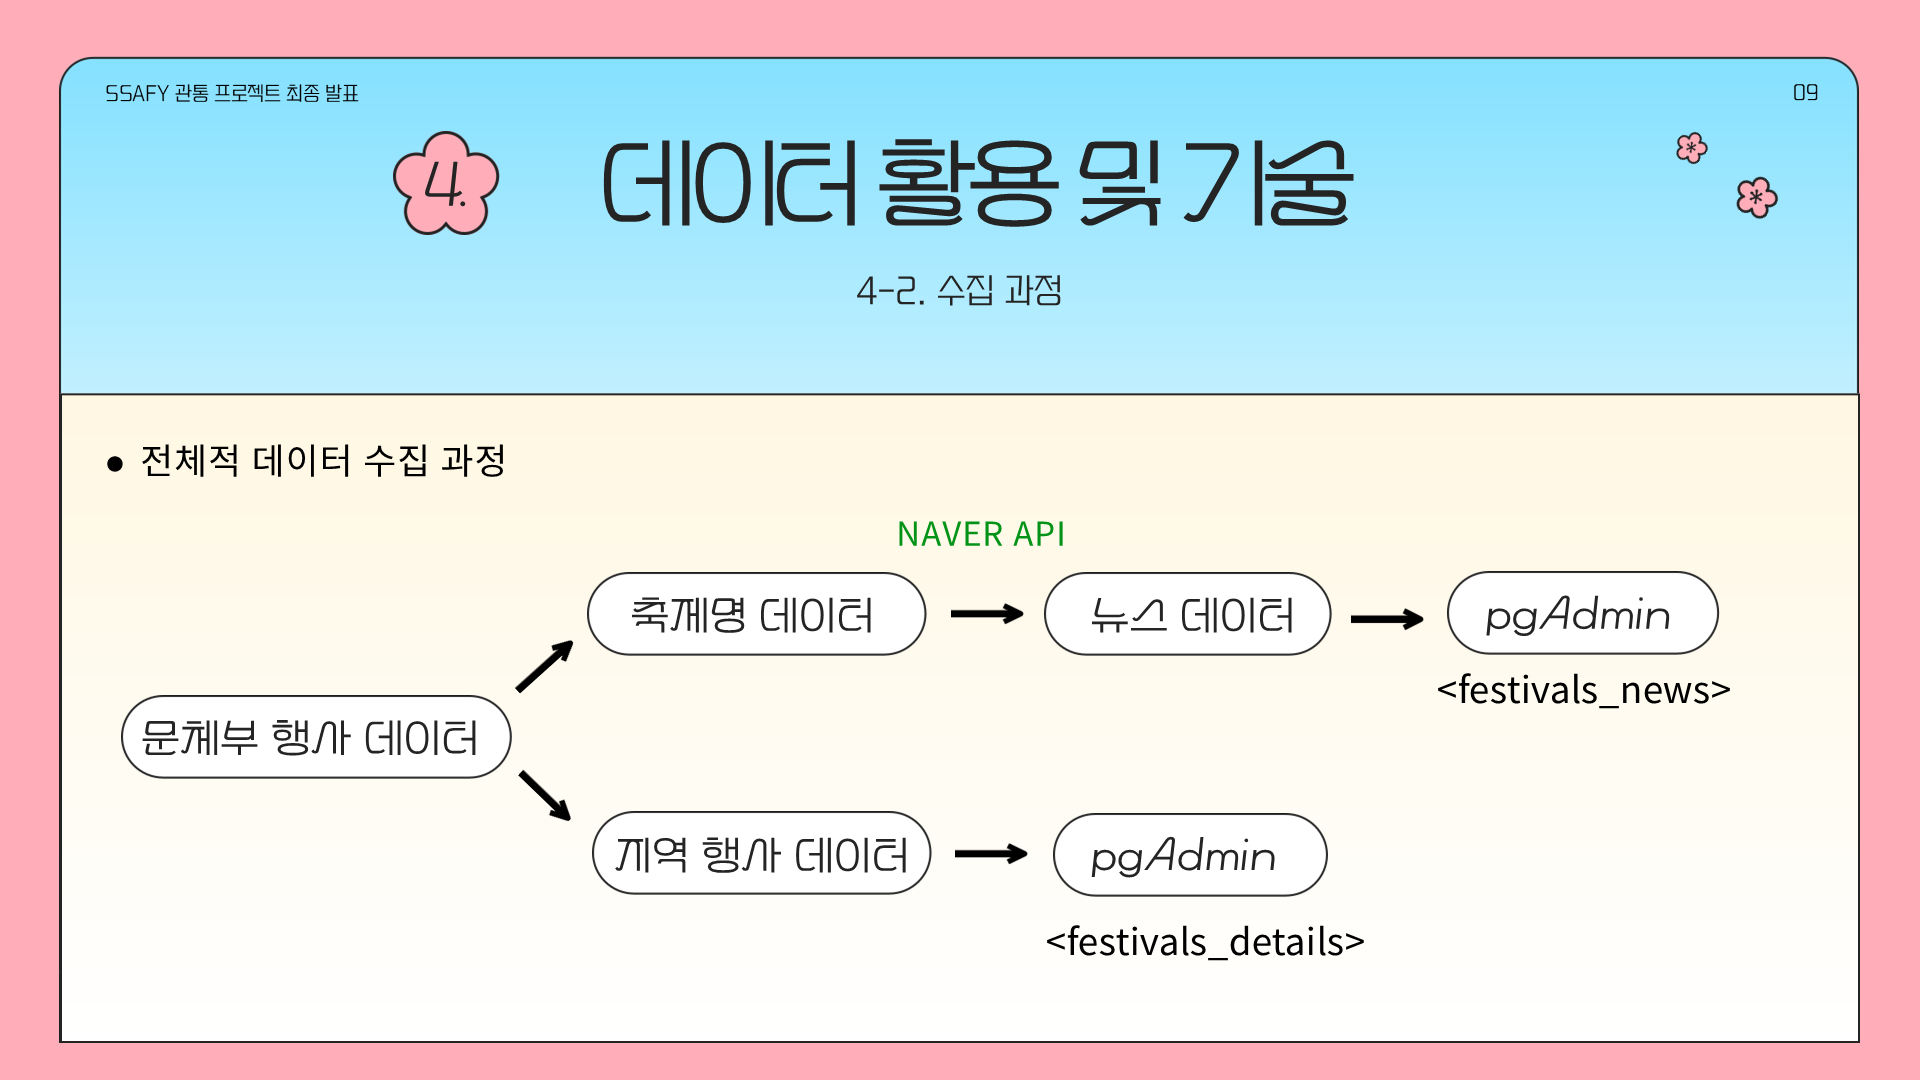 SSAFY 관통 프로젝트 최종 발표
09
4.
데이터 활용 및 기술
4-2. 수집 과정
● 전체적 데이터 수집 과정
NAVER API
축제명 데이터
뉴스 데이터
pgAdmin
<festivals_news>
문체부 행사 데이터
지역 행사 데이터
pgAdmin
<festivals_details>